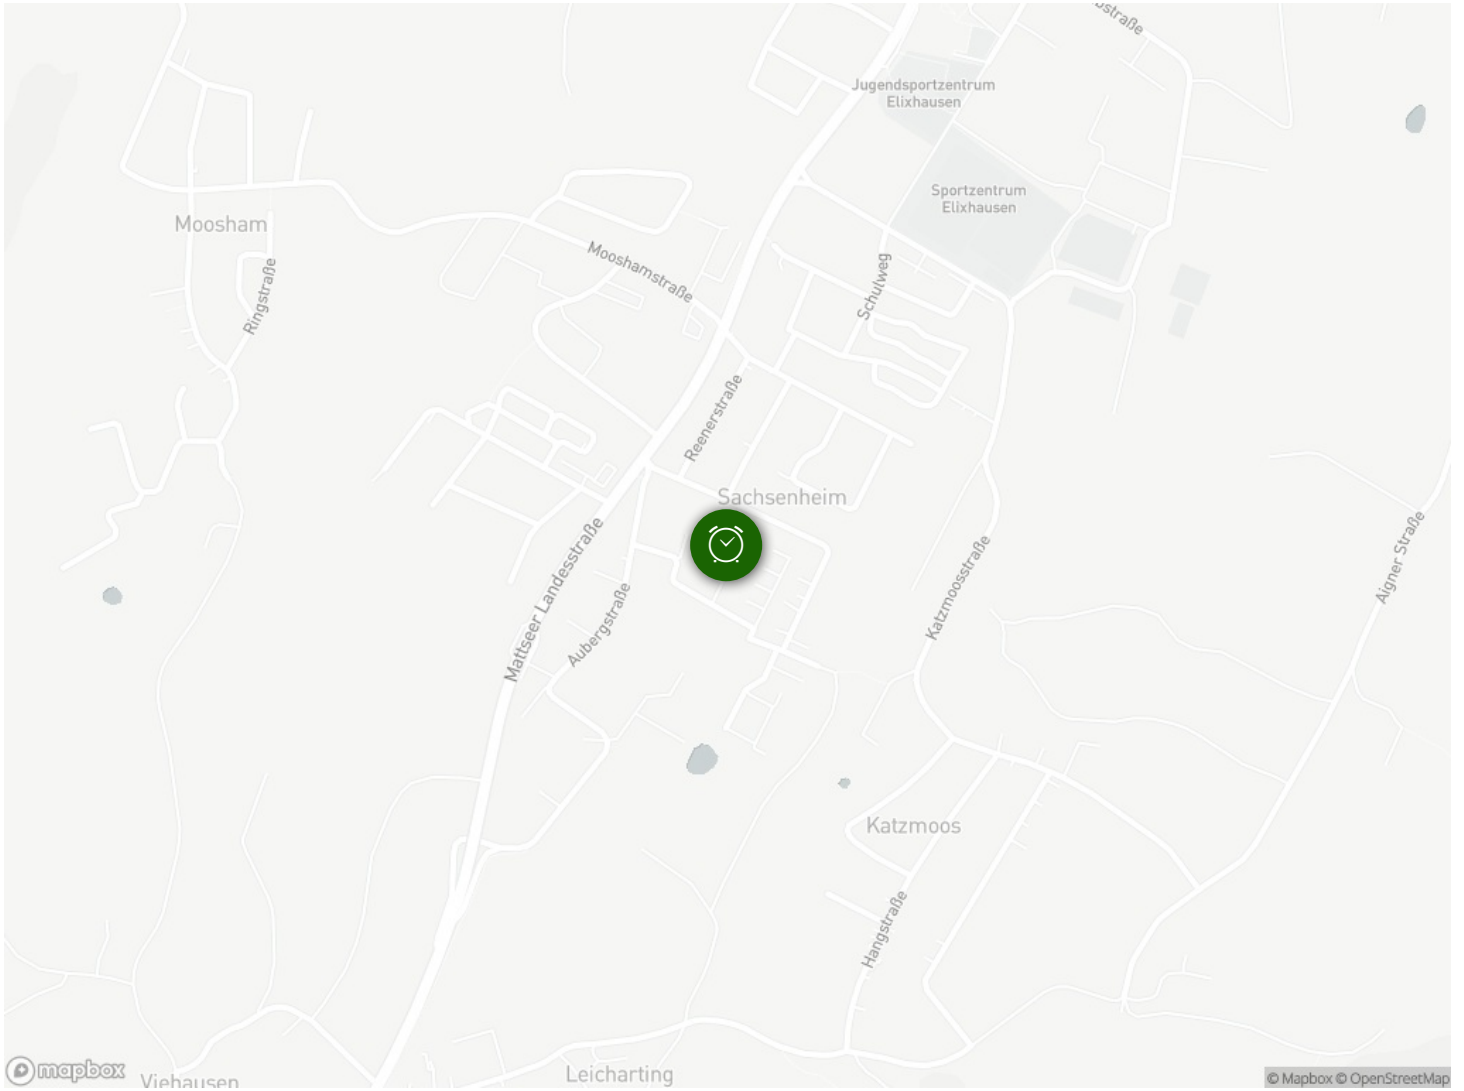 Jugendsportzentrum
Elixhausen
Sportzentrum
Elixhausen
Moosham
Mooshamstraße
Ringstraße
Schulweg
Reenerstraße
Sachsenheim
Mattseer Landesstraße
Aubergstraße
Katzmoosstraße
Aigner Straße
Katzmoos
Hangstraße
mapbox
Viehausen
Leicharting
© Mapbox © OpenStreetMap